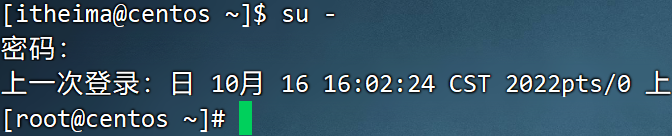 [itheima@centos ~]$ su -
密码：
上一次登录：日 10月 16 16:02:24 CST 2022pts/0 上
[root@centos ~]#